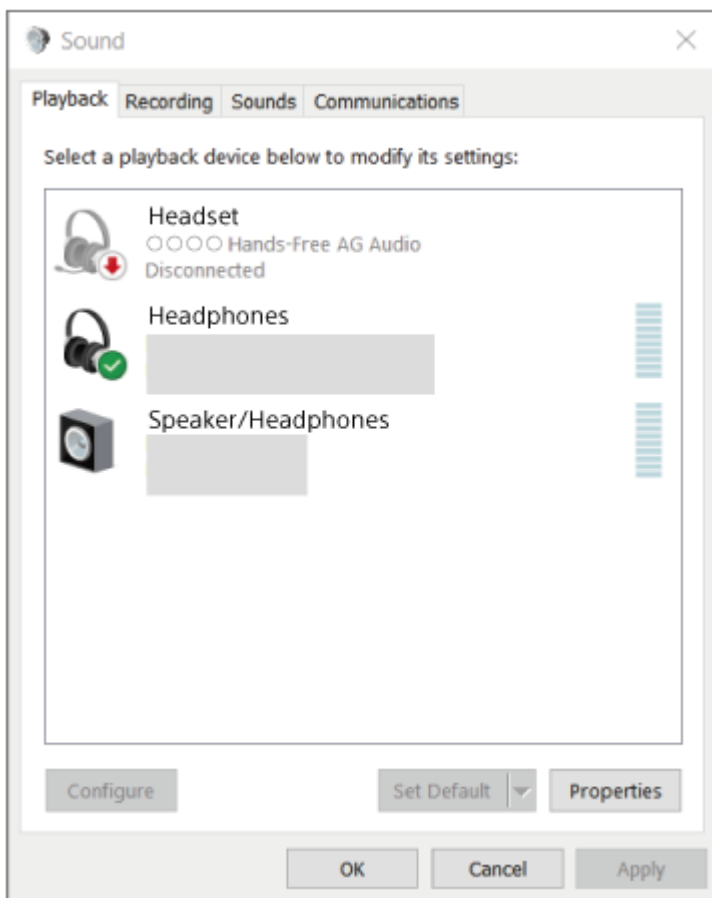 Sound
Playback Recording Sounds Communications
Select a playback device below to modify its settings:
Headset
○○○○ Hands-Free AG Audio
Disconnected
Headphones
Speaker/Headphones
Configure Set Default Properties
OK Cancel Apply